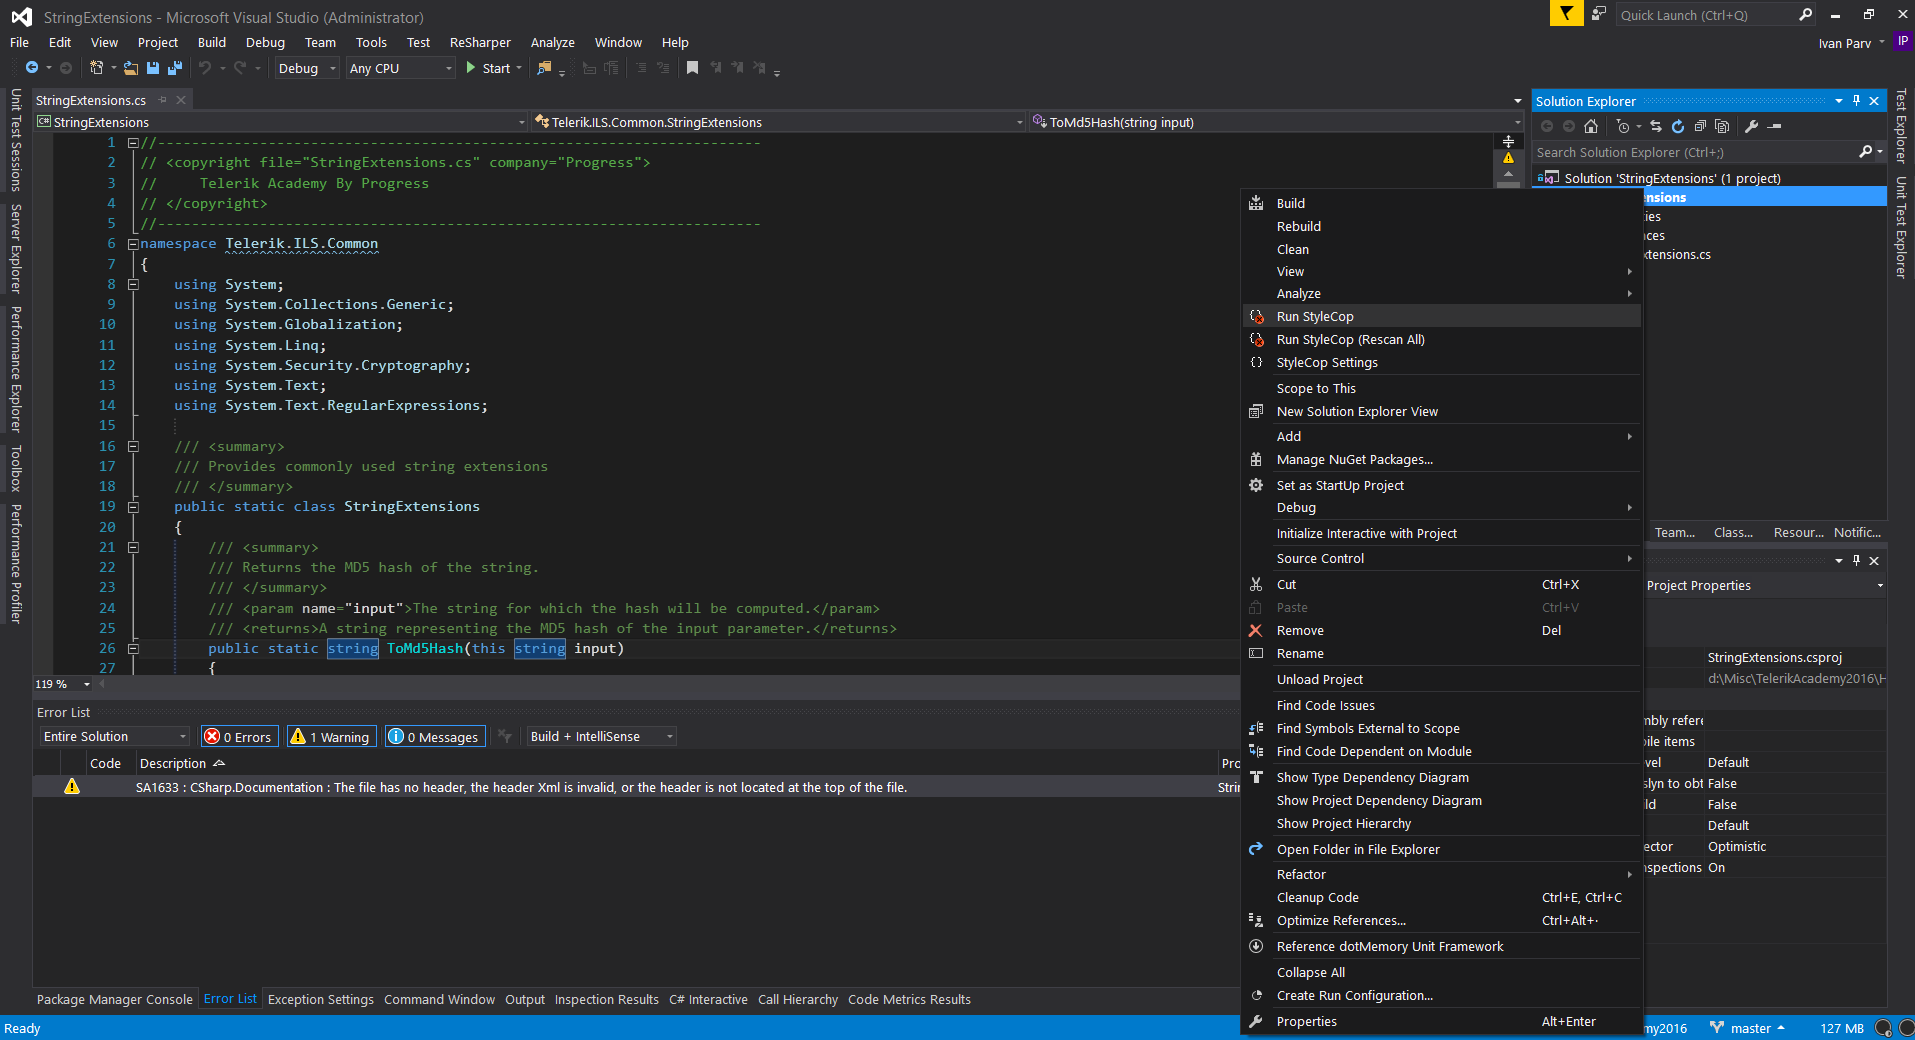 StringExtensions - Microsoft Visual Studio (Administrator)
Quick Launch (Ctrl+Q)
File Edit View Project Build Debug Team Tools Test ReSharper Analyze Window Help
Ivan Parv IP
Debug Any CPU Start
Unit Test Sessions
Server Explorer
Performance Explorer
Toolbox
Performance Profiler
StringExtensions.cs
C# StringExtensions Telerik.ILS.Common.StringExtensions ToMd5Hash(string input)
1 //-----------------------------------------------------------------------
2 // <copyright file="StringExtensions.cs" company="Progress">
3 //     Telerik Academy By Progress
4 // </copyright>
5 //-----------------------------------------------------------------------
6 namespace Telerik.ILS.Common
7 {
8     using System;
9     using System.Collections.Generic;
10     using System.Globalization;
11     using System.Linq;
12     using System.Security.Cryptography;
13     using System.Text;
14     using System.Text.RegularExpressions;
15
16     /// <summary>
17     /// Provides commonly used string extensions
18     /// </summary>
19     public static class StringExtensions
20     {
21         /// <summary>
22         /// Returns the MD5 hash of the string.
23         /// </summary>
24         /// <param name="input">The string for which the hash will be computed.</param>
25         /// <returns>A string representing the MD5 hash of the input parameter.</returns>
26         public static string ToMd5Hash(this string input)
27         {
119 %
Error List
Entire Solution 0 Errors 1 Warning 0 Messages Build + IntelliSense
Code Description Pro
SA1633 : CSharp.Documentation : The file has no header, the header Xml is invalid, or the header is not located at the top of the file. Strin
Package Manager Console Error List Exception Settings Command Window Output Inspection Results C# Interactive Call Hierarchy Code Metrics Results
Ready
Build
Rebuild
Clean
View
Analyze
Run StyleCop
Run StyleCop (Rescan All)
StyleCop Settings
Scope to This
New Solution Explorer View
Add
Manage NuGet Packages...
Set as StartUp Project
Debug
Initialize Interactive with Project
Source Control
Cut Ctrl+X
Paste Ctrl+V
Remove Del
Rename
Unload Project
Find Code Issues
Find Symbols External to Scope
Find Code Dependent on Module
Show Type Dependency Diagram
Show Project Dependency Diagram
Show Project Hierarchy
Open Folder in File Explorer
Refactor
Cleanup Code Ctrl+E, Ctrl+C
Optimize References... Ctrl+Alt+·
Reference dotMemory Unit Framework
Collapse All
Create Run Configuration...
Properties Alt+Enter
Solution Explorer
Search Solution Explorer (Ctrl+;)
Solution 'StringExtensions' (1 project)
ensions
ies
ces
xtensions.cs
Team... Class... Resour... Notific...
Project Properties
StringExtensions.csproj
d:\Misc\TelerikAcademy2016\H
mbly refere
ile items
vel Default
slyn to obt False
ld False
Default
ector Optimistic
nspections On
Test Explorer
Unit Test Explorer
my2016 master 127 MB